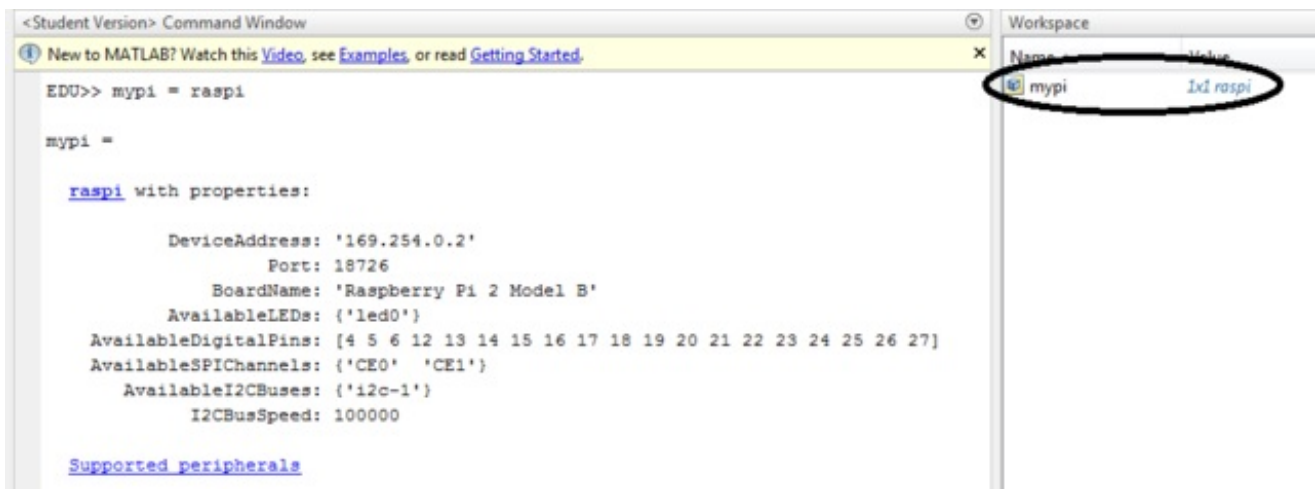 <Student Version> Command Window
New to MATLAB? Watch this Video, see Examples, or read Getting Started.
EDU>> mypi = raspi
mypi =
raspi with properties:
DeviceAddress: '169.254.0.2'
Port: 18726
BoardName: 'Raspberry Pi 2 Model B'
AvailableLEDs: {'led0'}
AvailableDigitalPins: [4 5 6 12 13 14 15 16 17 18 19 20 21 22 23 24 25 26 27]
AvailableSPIChannels: {'CE0' 'CE1'}
AvailableI2CBuses: {'i2c-1'}
I2CBusSpeed: 100000
Supported peripherals
Workspace
Name Value
mypi 1x1 raspi